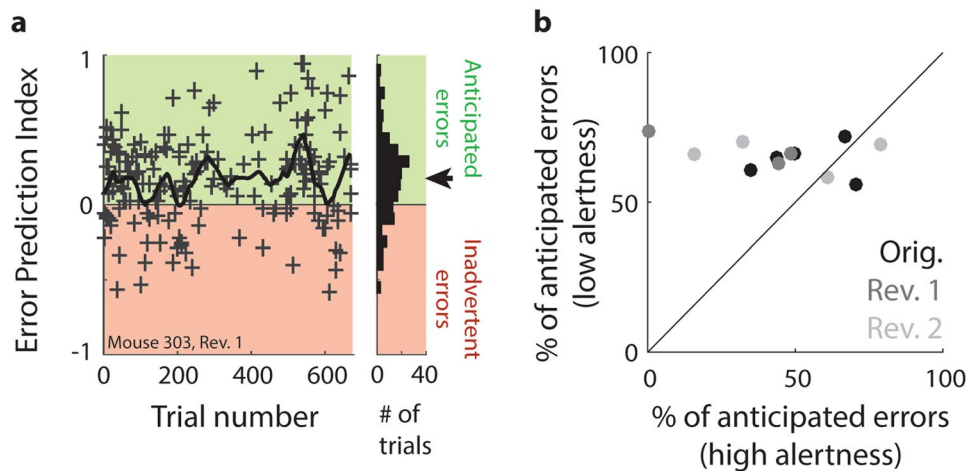 a
Error Prediction Index
1
0
-1
Mouse 303, Rev. 1
0 200 400 600
Trial number
0 40
# of
trials
Anticipated
errors
Inadvertent
errors
b
% of anticipated errors
(low alertness)
100
50
0
Orig.
Rev. 1
Rev. 2
0 50 100
% of anticipated errors
(high alertness)